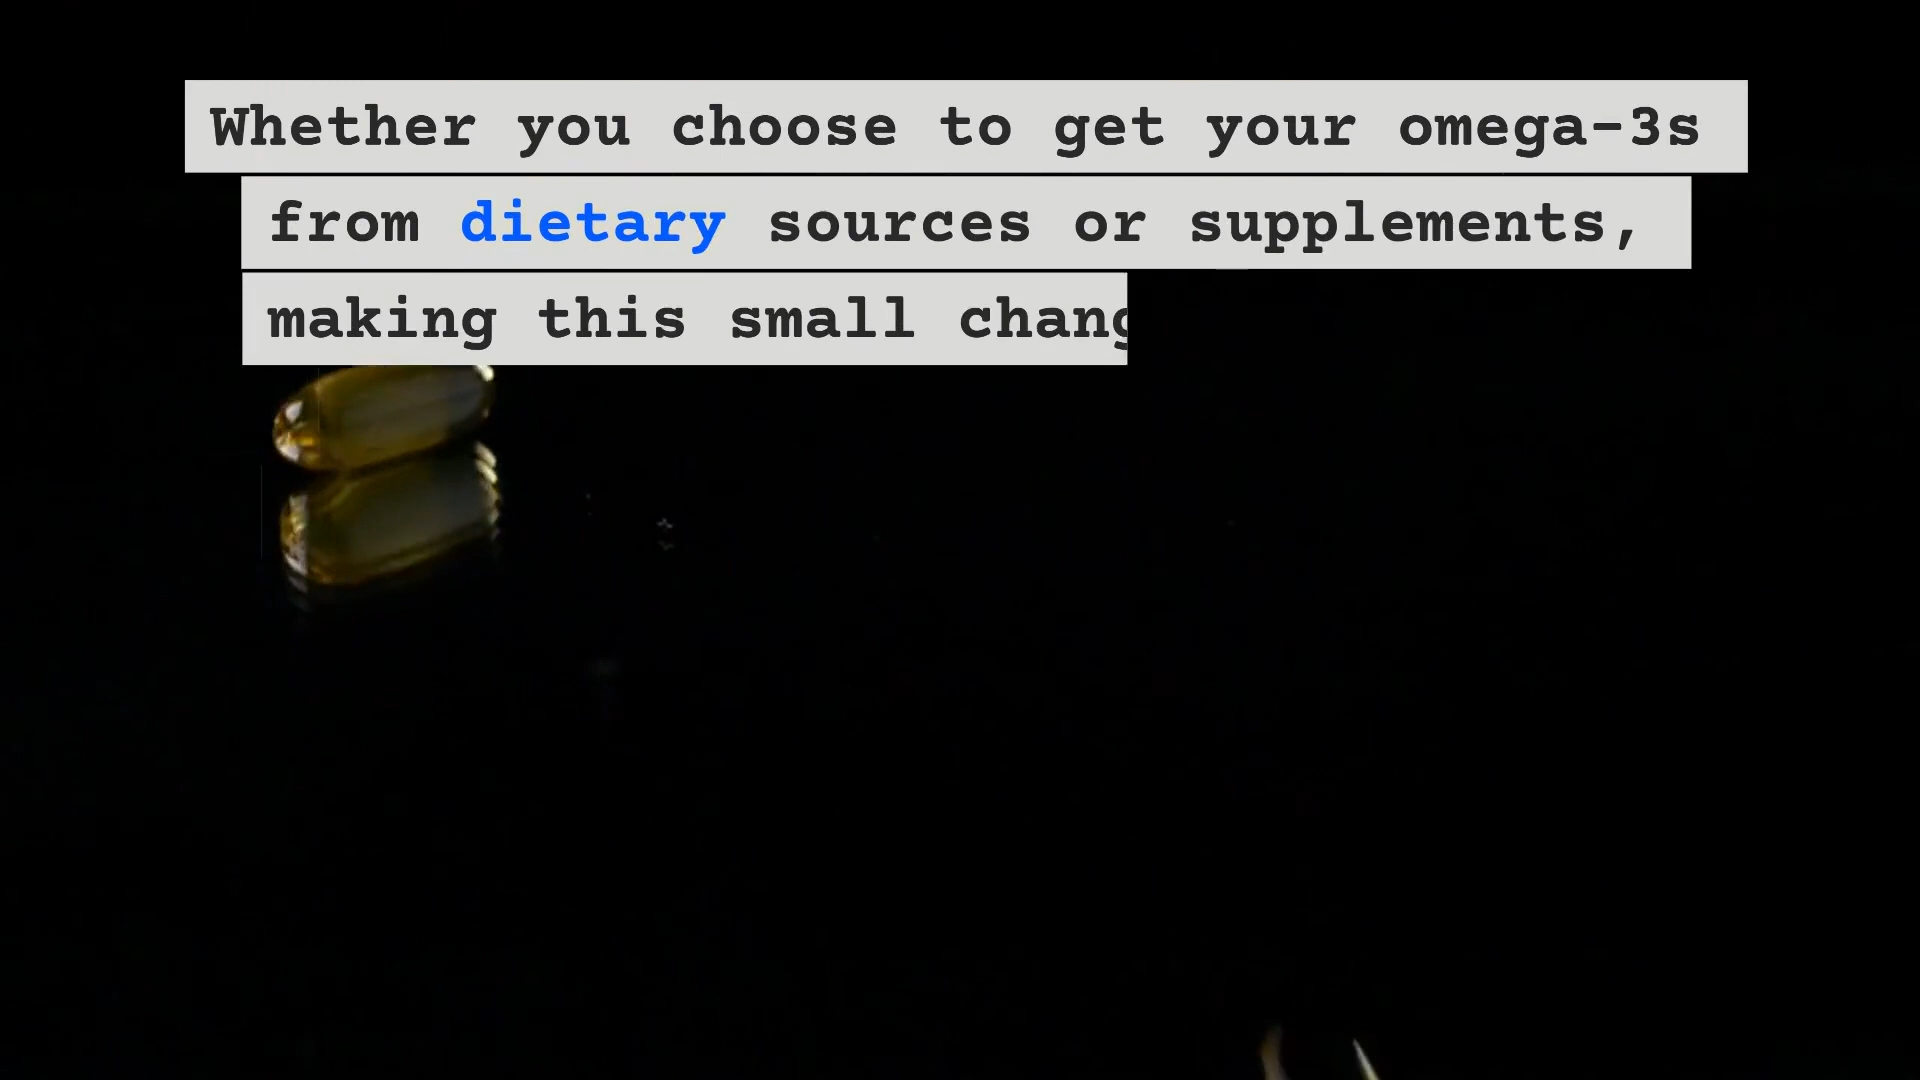 Whether you choose to get your omega-3s
from dietary sources or supplements,
making this small chang